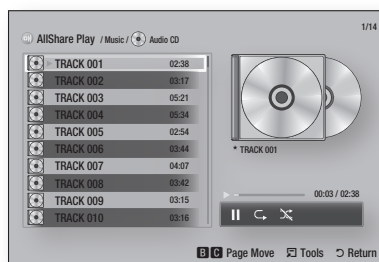 1/14
AllShare Play / Music / Audio CD
TRACK 001 02:38
TRACK 002 03:17
TRACK 003 05:21
TRACK 004 05:34
TRACK 005 02:54
TRACK 006 03:44
TRACK 007 04:07
TRACK 008 03:42
TRACK 009 03:15
TRACK 010 03:16
* TRACK 001
00:03 / 02:38
B C Page Move Tools Return